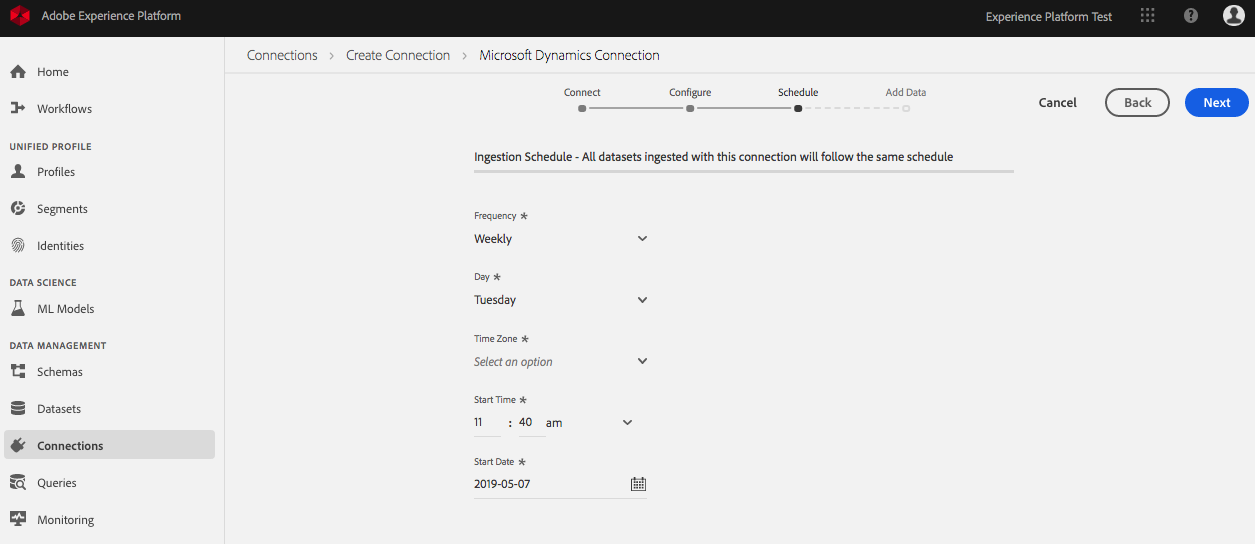 Adobe Experience Platform
Experience Platform Test
Home
Workflows
UNIFIED PROFILE
Profiles
Segments
Identities
DATA SCIENCE
ML Models
DATA MANAGEMENT
Schemas
Datasets
Connections
Queries
Monitoring
Connections > Create Connection > Microsoft Dynamics Connection
Connect Configure Schedule Add Data
Cancel Back Next
Ingestion Schedule - All datasets ingested with this connection will follow the same schedule
Frequency *
Weekly
Day *
Tuesday
Time Zone *
Select an option
Start Time *
11 : 40 am
Start Date *
2019-05-07